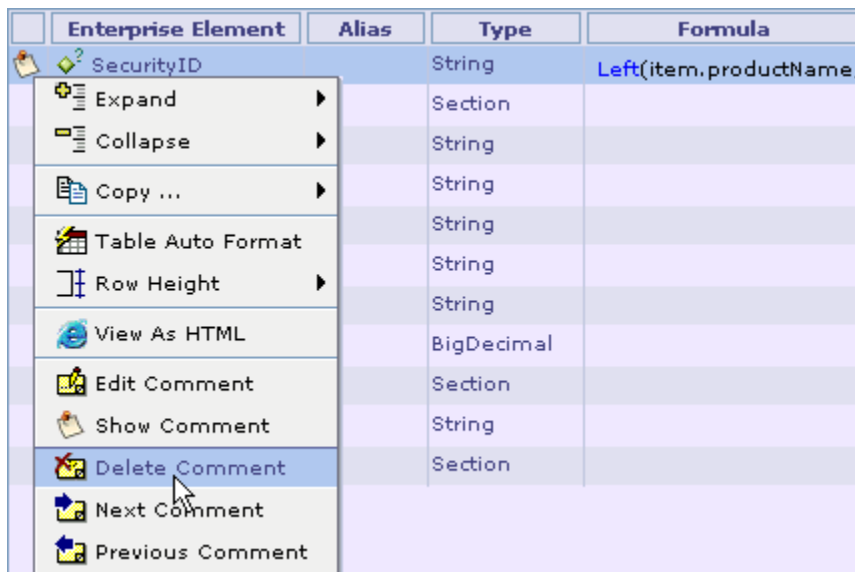 Enterprise Element Alias Type Formula
SecurityID String Left(item.productName,
Expand Section
Collapse String
Copy ... String
Table Auto Format String
Row Height String
String
View As HTML BigDecimal
Edit Comment Section
Show Comment String
Delete Comment Section
Next Comment
Previous Comment